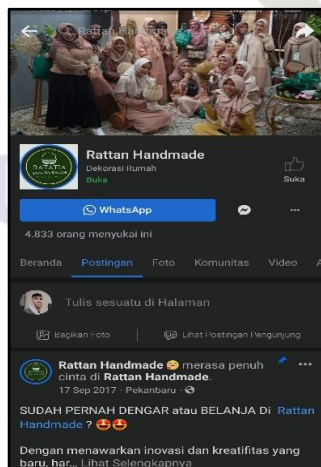 Rattan Handmade
RATATIA
Rattan Handmade
Dekorasi Rumah
Buka
Suka
WhatsApp
4.833 orang menyukai ini
Beranda Postingan Foto Komunitas Video
Tulis sesuatu di Halaman
Bagikan Foto Lihat Postingan Pengunjung
Rattan Handmade 🥰 merasa penuh
cinta di Rattan Handmade.
17 Sep 2017 · Pekanbaru
SUDAH PERNAH DENGAR atau BELANJA Di Rattan
Handmade ? 🤩🤩
Dengan menawarkan inovasi dan kreatifitas yang
baru, har... Lihat Selengkapnya